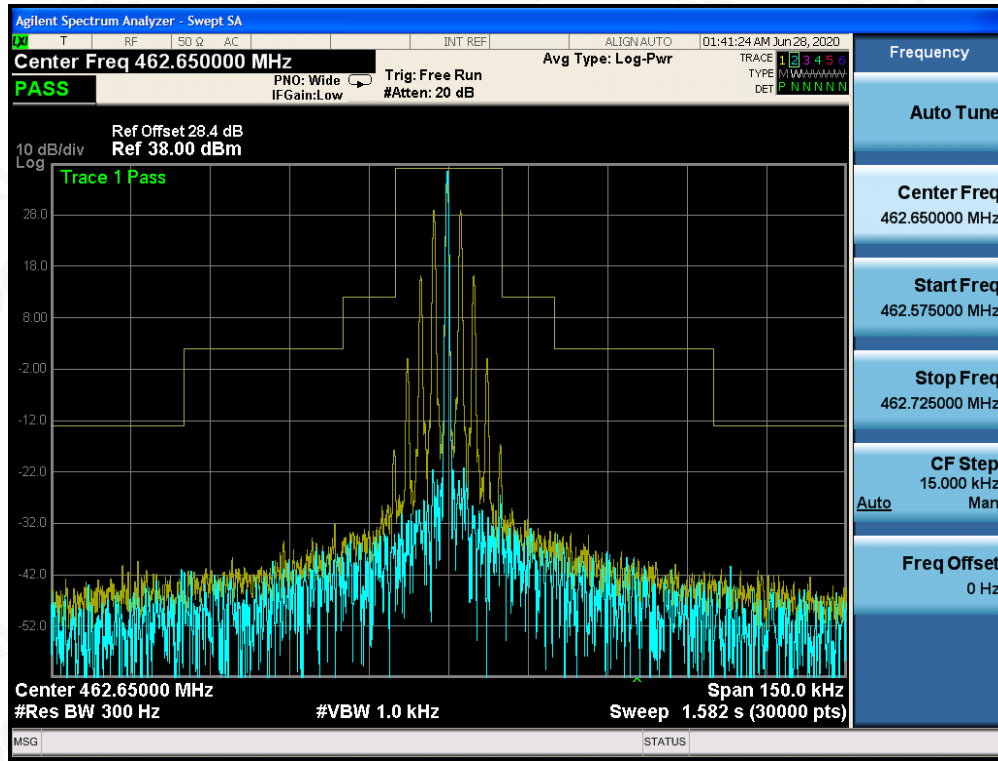 Agilent Spectrum Analyzer - Swept SA
LXI T RF 50 Ω AC INT REF ALIGN AUTO 01:41:24 AM Jun 28, 2020
Center Freq 462.650000 MHz
PASS
PNO: Wide
IFGain:Low
Trig: Free Run
#Atten: 20 dB
Avg Type: Log-Pwr
TRACE 1 2 3 4 5 6
TYPE M
DET P N N N N N
Ref Offset 28.4 dB
10 dB/div Ref 38.00 dBm
Log
Trace 1 Pass
28.0
18.0
8.00
-2.00
-12.0
-22.0
-32.0
-42.0
-52.0
Center 462.65000 MHz Span 150.0 kHz
#Res BW 300 Hz #VBW 1.0 kHz Sweep 1.582 s (30000 pts)
MSG STATUS
Frequency
Auto Tune
Center Freq
462.650000 MHz
Start Freq
462.575000 MHz
Stop Freq
462.725000 MHz
CF Step
15.000 kHz
Auto Man
Freq Offset
0 Hz